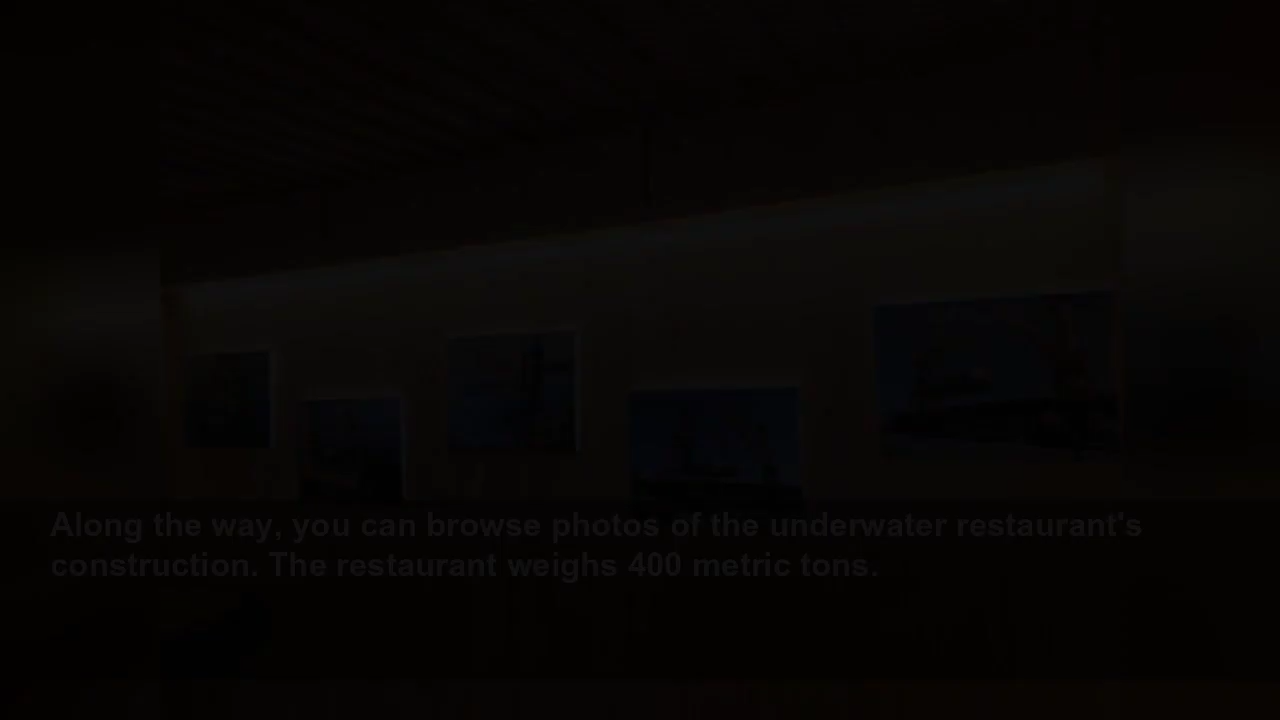 Along the way, you can browse photos of the underwater restaurant's
construction. The restaurant weighs 400 metric tons.